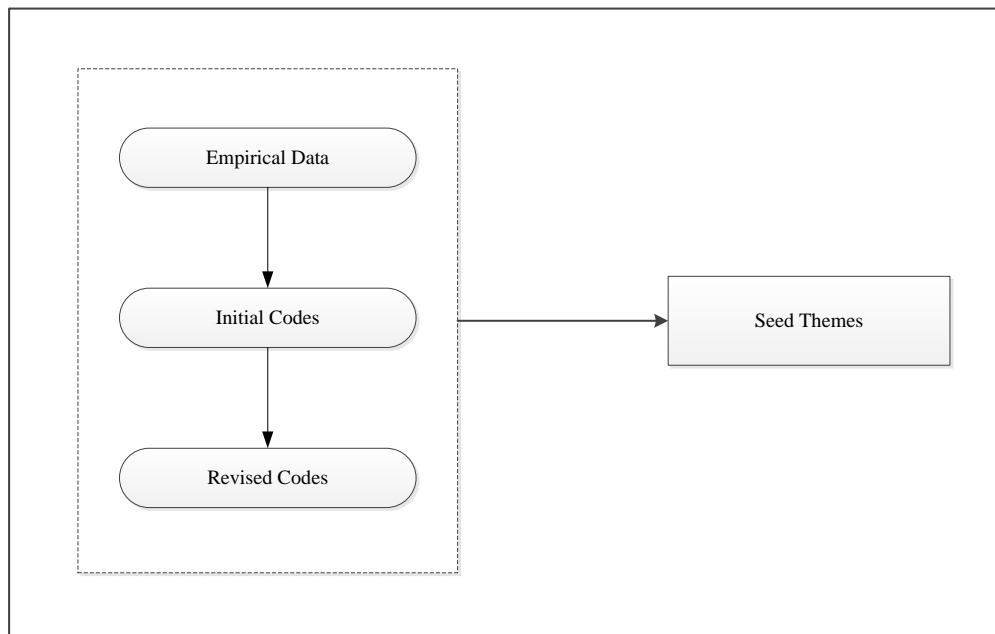 Empirical Data
Initial Codes
Seed Themes
Revised Codes